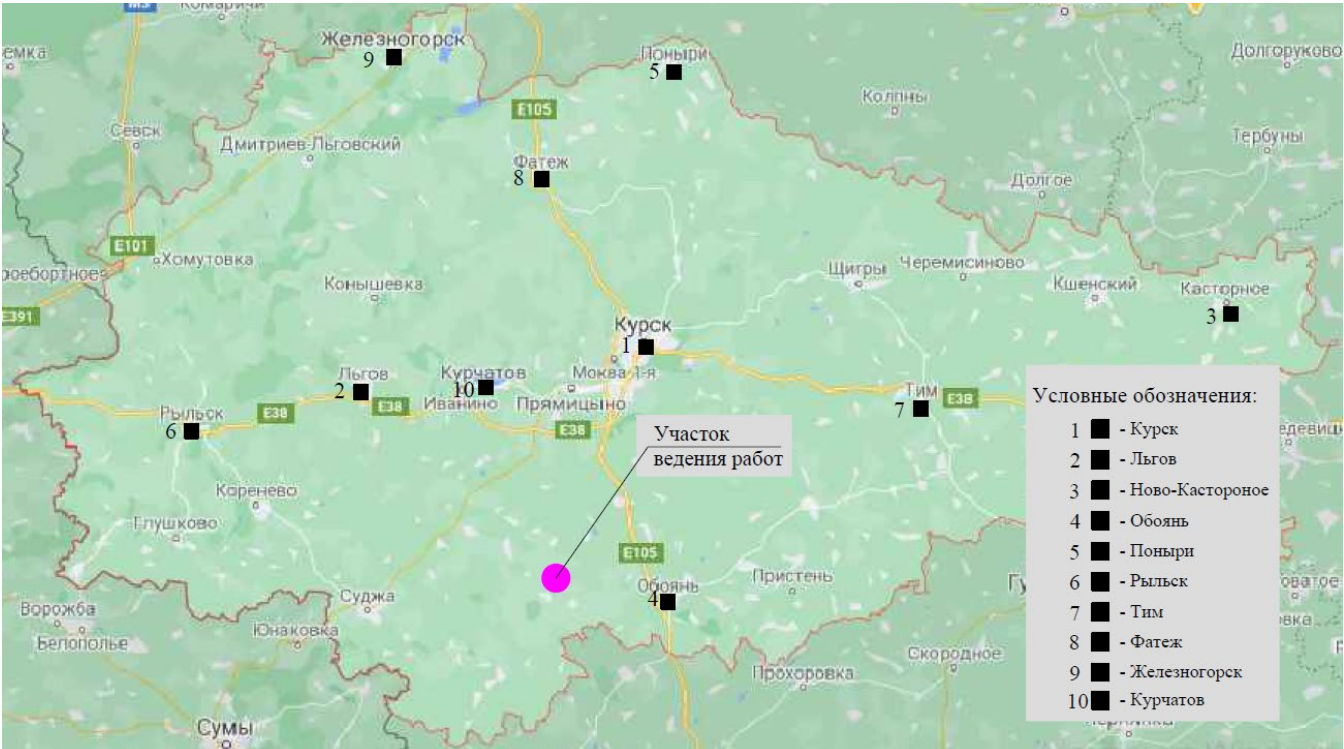 М3
Железногорск
9
Поныри
5
Долгоруково
E105
Колпны
Севск
Дмитриев-Льговский
Тербуны
Фатеж
8
Долгое
E101
Хомутовка
Щигры
Черемисиново
Конышевка
Кшенский
Касторное
3
E391
Курск
1
Льгов
2
Курчатов
10
Моква 1-я
Иванино
Прямицыно
E38
E38
E38
Тим
7
E38
Рыльск
6
Участок
ведения работ
Коренево
Глушково
E105
Обоянь
4
Пристень
Суджа
Ворожба
Белополье
Юнаковка
Прохоровка
Скородное
Сумы
Условные обозначения:
1 - Курск
2 - Льгов
3 - Ново-Кастороное
4 - Обоянь
5 - Поныри
6 - Рыльск
7 - Тим
8 - Фатеж
9 - Железногорск
10 - Курчатов